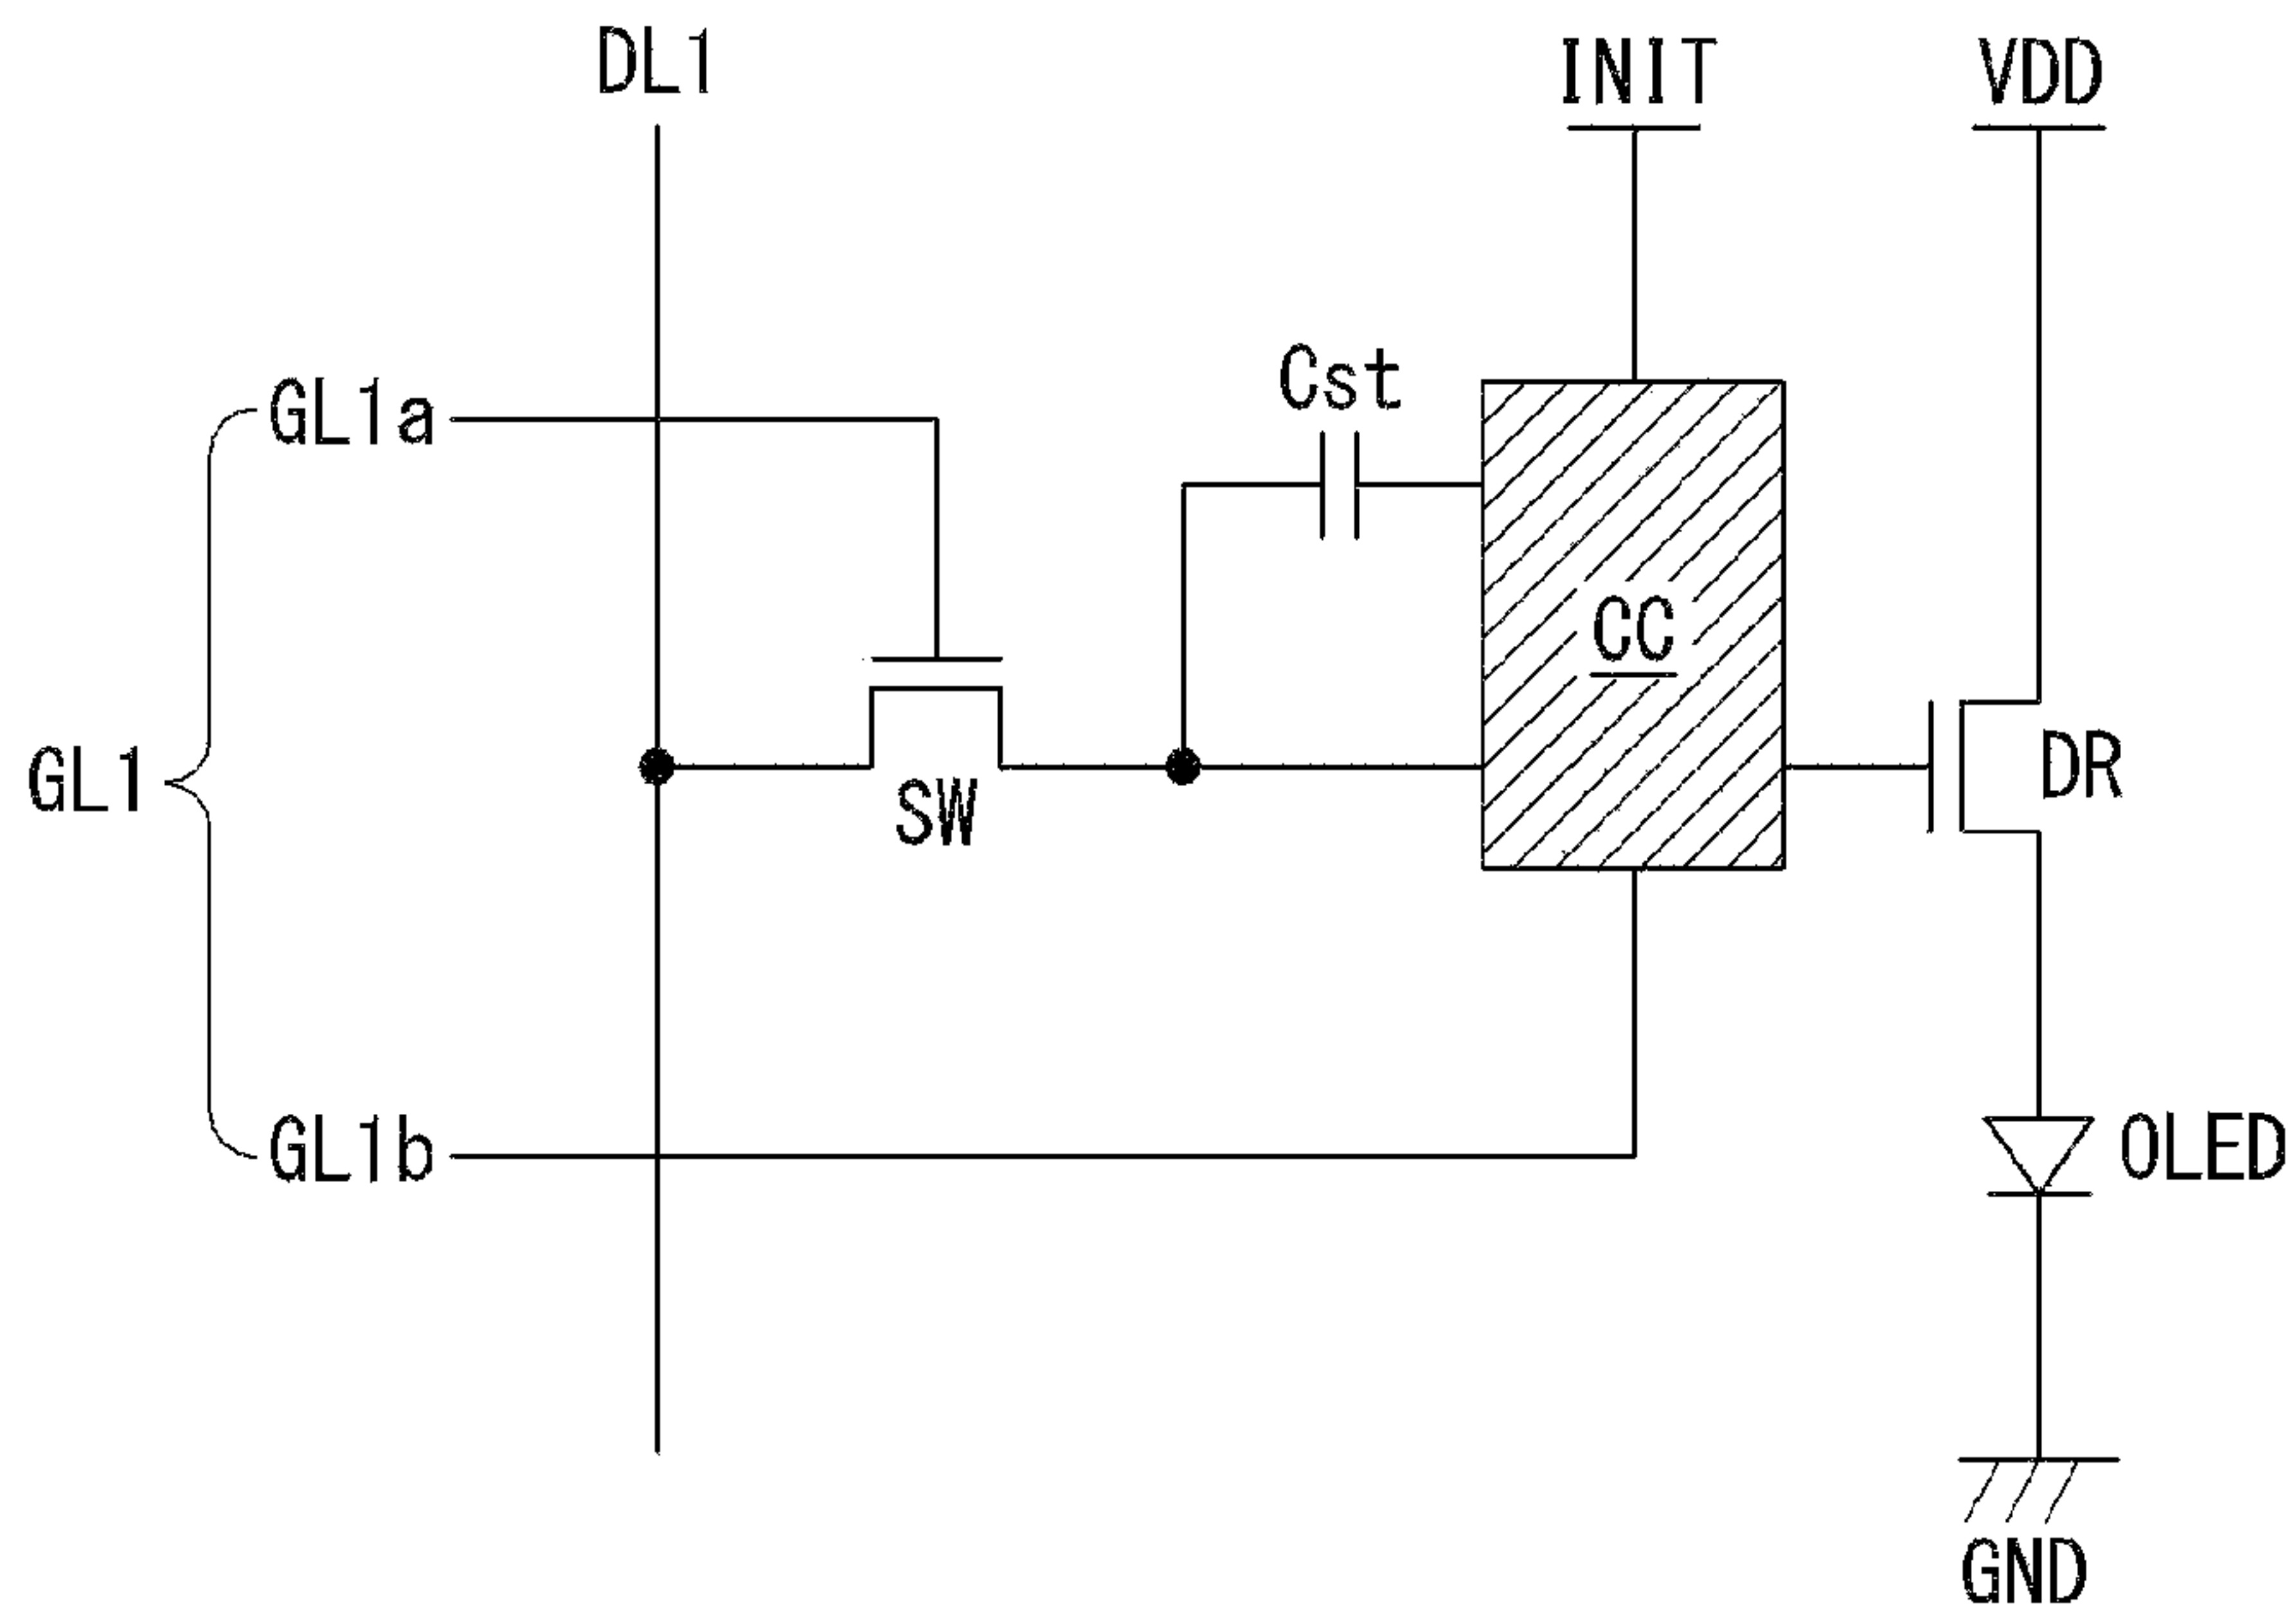 DL1
INIT
VDD
Cst
GL1a
CC
GL1
DR
SW
GL1b
OLED
GND